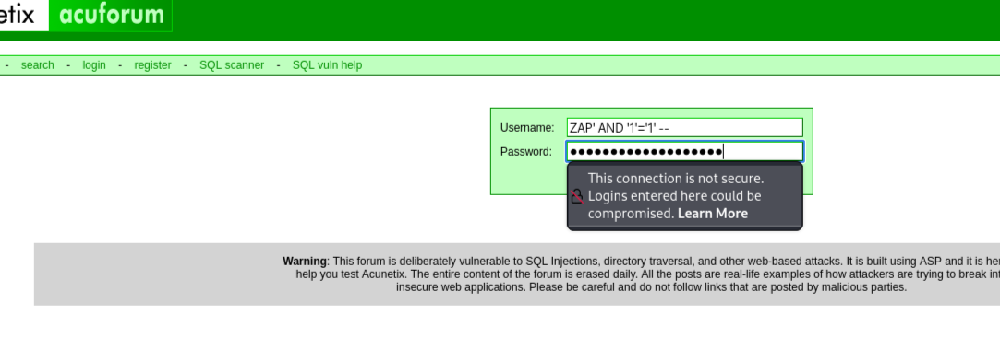 etix acuforum
- search - login - register - SQL scanner - SQL vuln help
Username: ZAP' AND '1'='1' --
Password: ●●●●●●●●●●●●●●●●●●●
This connection is not secure.
Logins entered here could be
compromised. Learn More
Warning: This forum is deliberately vulnerable to SQL Injections, directory traversal, and other web-based attacks. It is built using ASP and it is her
help you test Acunetix. The entire content of the forum is erased daily. All the posts are real-life examples of how attackers are trying to break int
insecure web applications. Please be careful and do not follow links that are posted by malicious parties.